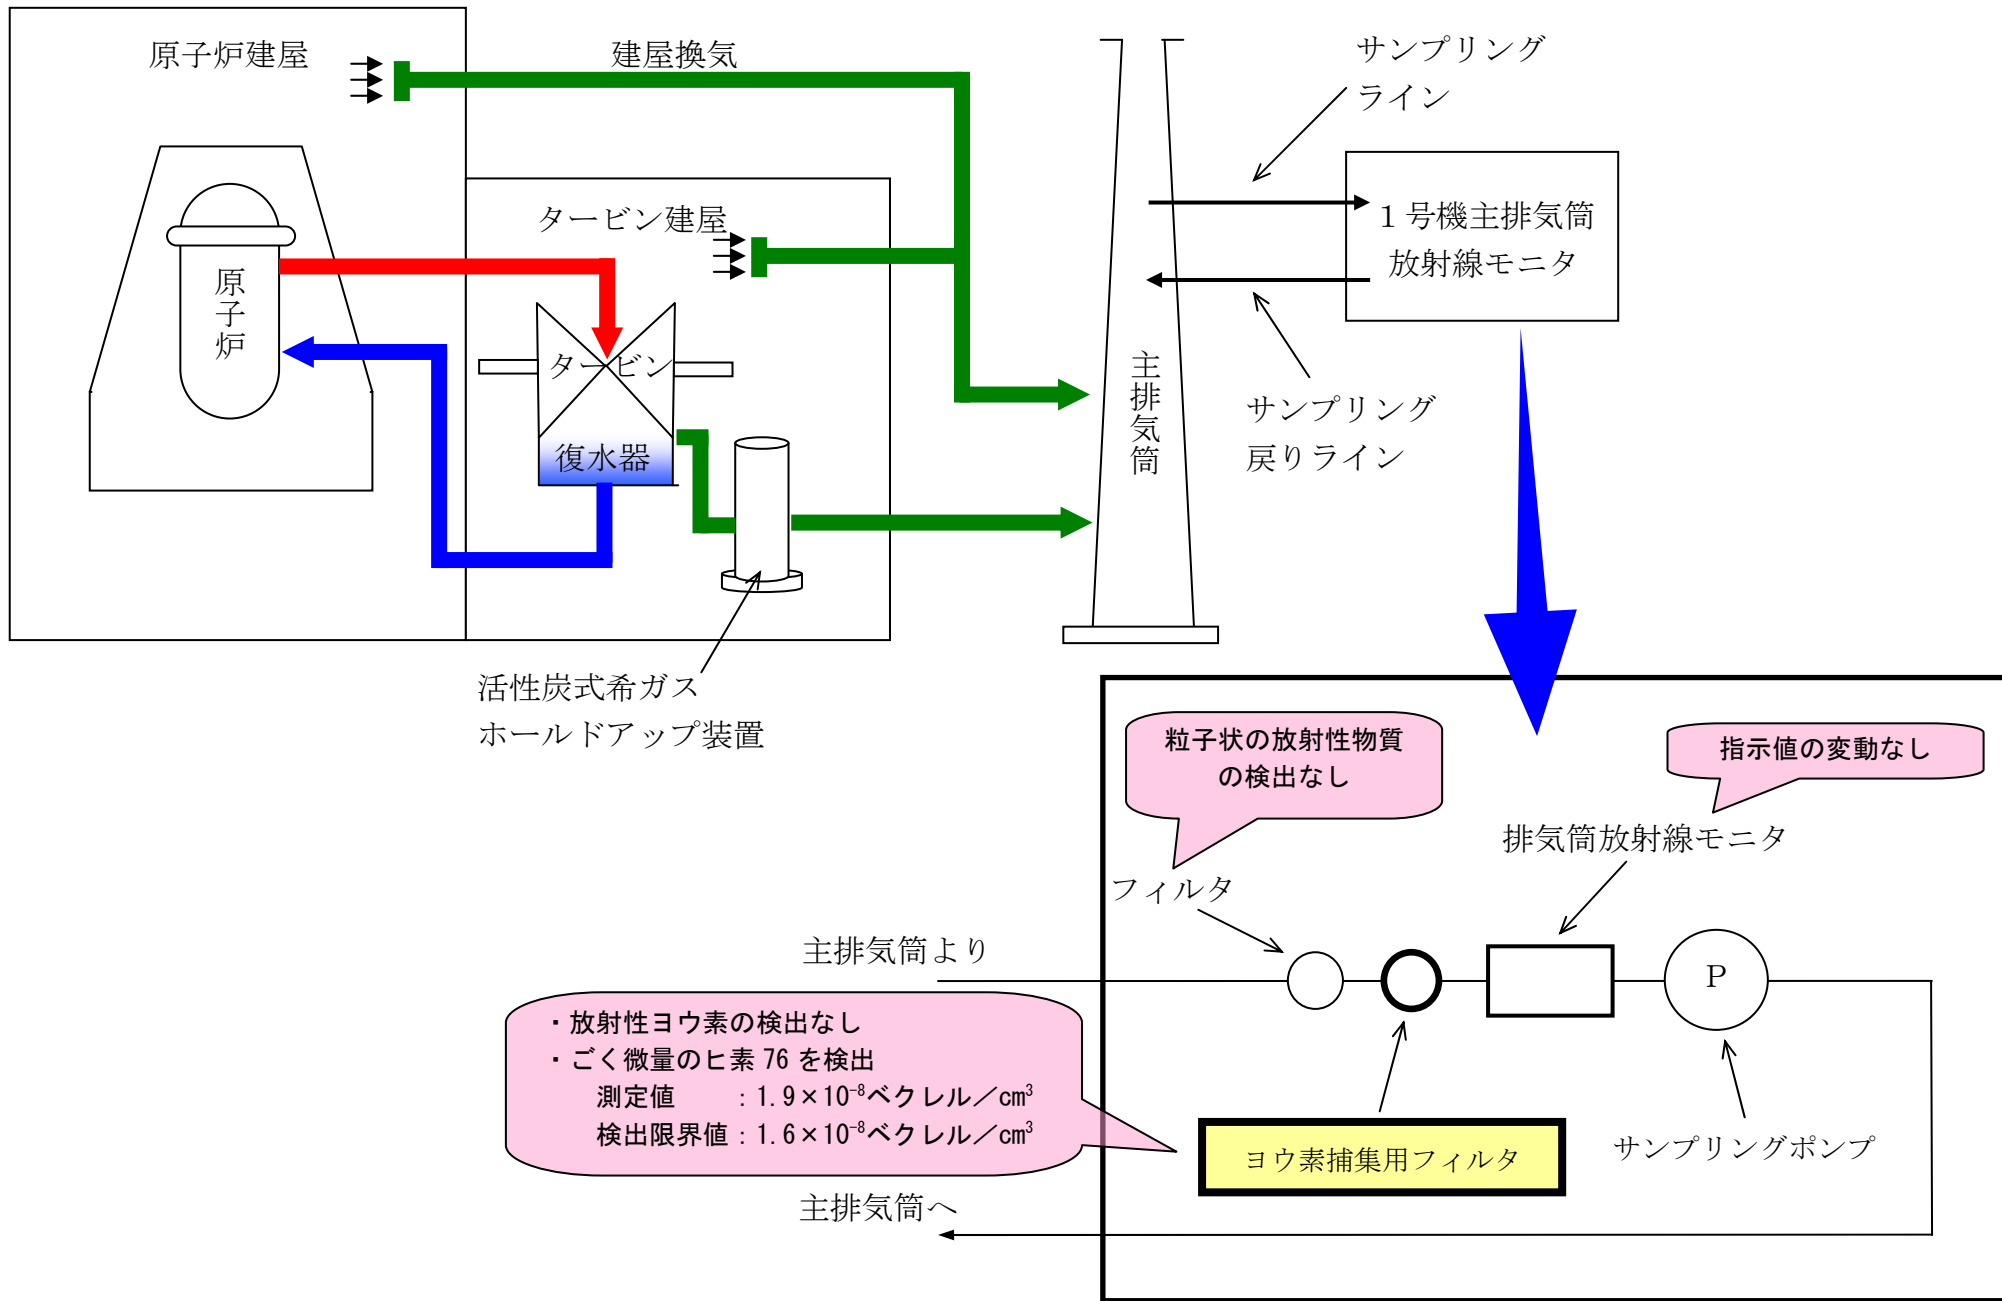 原子炉建屋
建屋換気
サンプリング
ライン
タービン建屋
1号機主排気筒
放射線モニタ
原子炉
タービン
主排気筒
サンプリング
戻りライン
復水器
活性炭式希ガス
ホールドアップ装置
粒子状の放射性物質
の検出なし
指示値の変動なし
排気筒放射線モニタ
フィルタ
主排気筒より
P
・放射性ヨウ素の検出なし
・ごく微量のヒ素 76 を検出
測定値 : 1.9×10⁻⁸ベクレル/cm³
検出限界値 : 1.6×10⁻⁸ベクレル/cm³
ヨウ素捕集用フィルタ
サンプリングポンプ
主排気筒へ